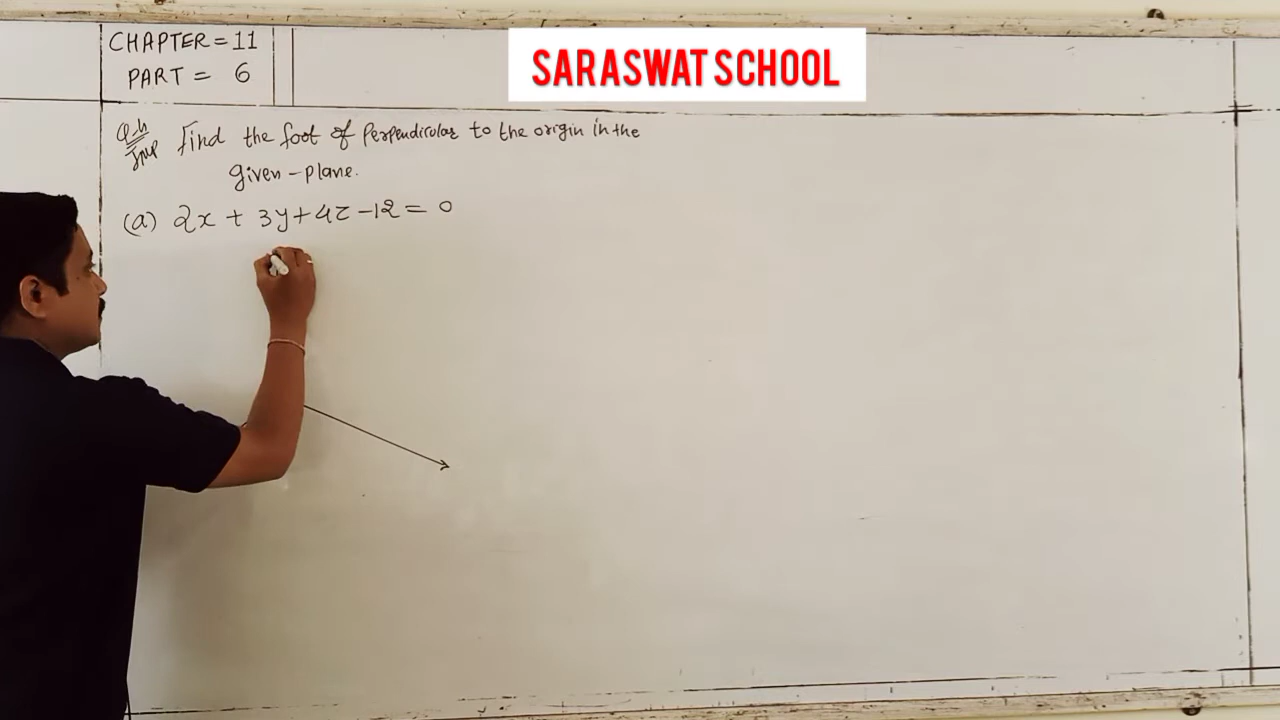 CHAPTER = 11
PART = 6
SARASWAT SCHOOL
Q.4 Find the foot of Perpendicular to the origin in the
Imp given - plane.
(a) 2x + 3y + 4z - 12 = 0